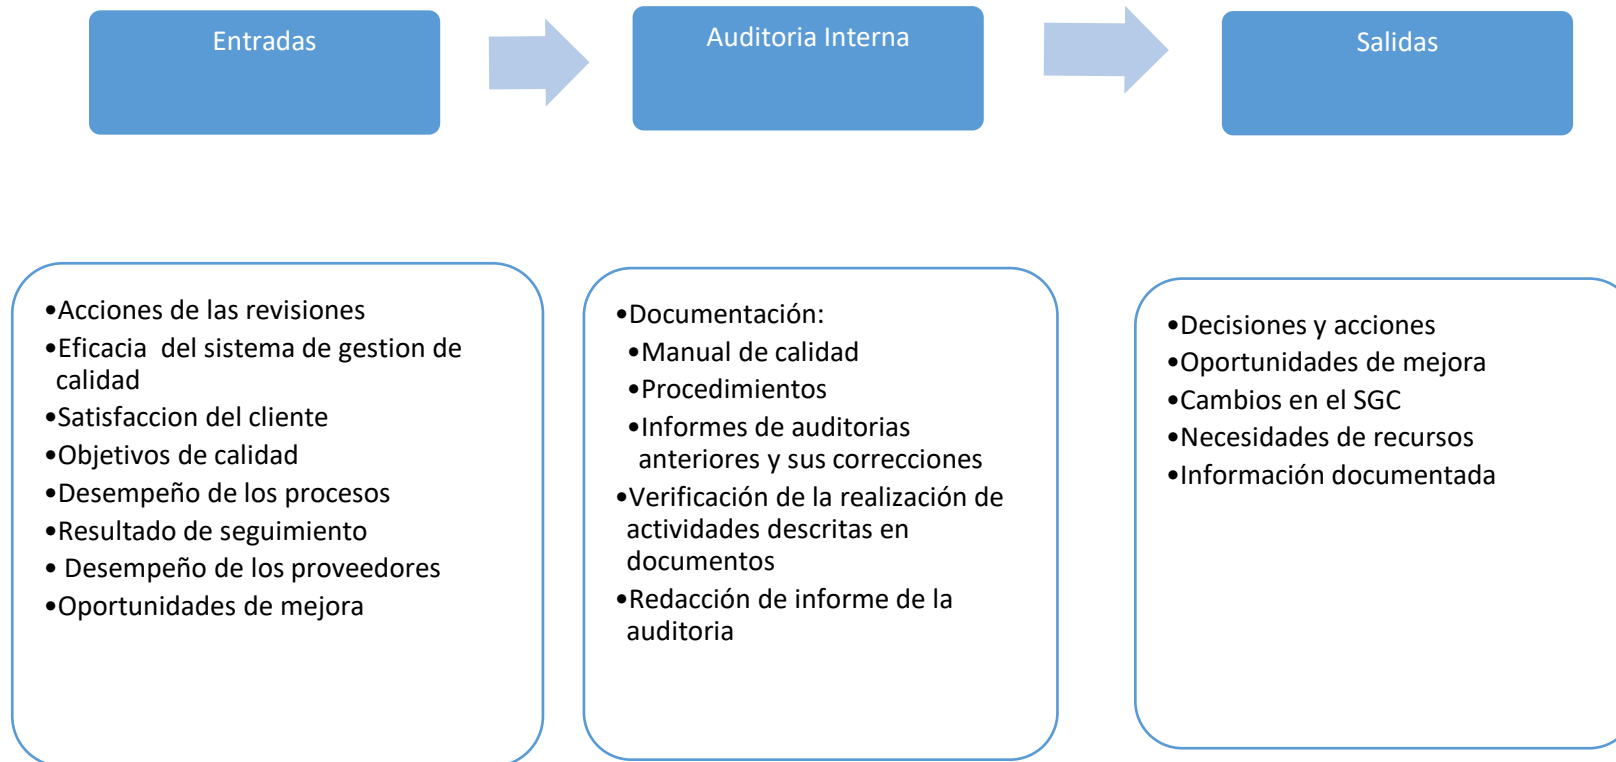 Entradas
Auditoria Interna
Salidas
•Acciones de las revisiones
•Eficacia  del sistema de gestion de
calidad
•Satisfaccion del cliente
•Objetivos de calidad
•Desempeño de los procesos
•Resultado de seguimiento
• Desempeño de los proveedores
•Oportunidades de mejora
•Documentación:
•Manual de calidad
•Procedimientos
•Informes de auditorias
anteriores y sus correcciones
•Verificación de la realización de
actividades descritas en
documentos
•Redacción de informe de la
auditoria
•Decisiones y acciones
•Oportunidades de mejora
•Cambios en el SGC
•Necesidades de recursos
•Información documentada